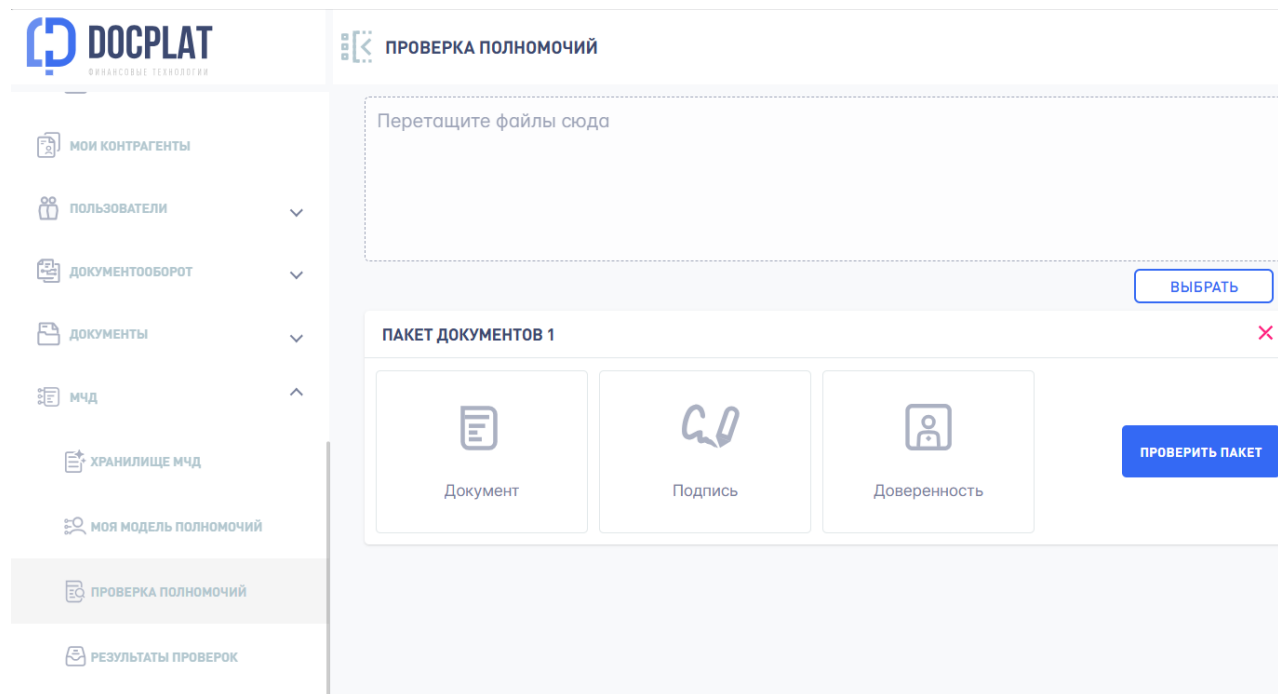 DOCPLAT
ФИНАНСОВЫЕ ТЕХНОЛОГИИ
ПРОВЕРКА ПОЛНОМОЧИЙ
МОИ КОНТРАГЕНТЫ
ПОЛЬЗОВАТЕЛИ
ДОКУМЕНТООБОРОТ
ДОКУМЕНТЫ
МЧД
ХРАНИЛИЩЕ МЧД
МОЯ МОДЕЛЬ ПОЛНОМОЧИЙ
ПРОВЕРКА ПОЛНОМОЧИЙ
РЕЗУЛЬТАТЫ ПРОВЕРОК
Перетащите файлы сюда
ВЫБРАТЬ
ПАКЕТ ДОКУМЕНТОВ 1
Документ
Подпись
Доверенность
ПРОВЕРИТЬ ПАКЕТ